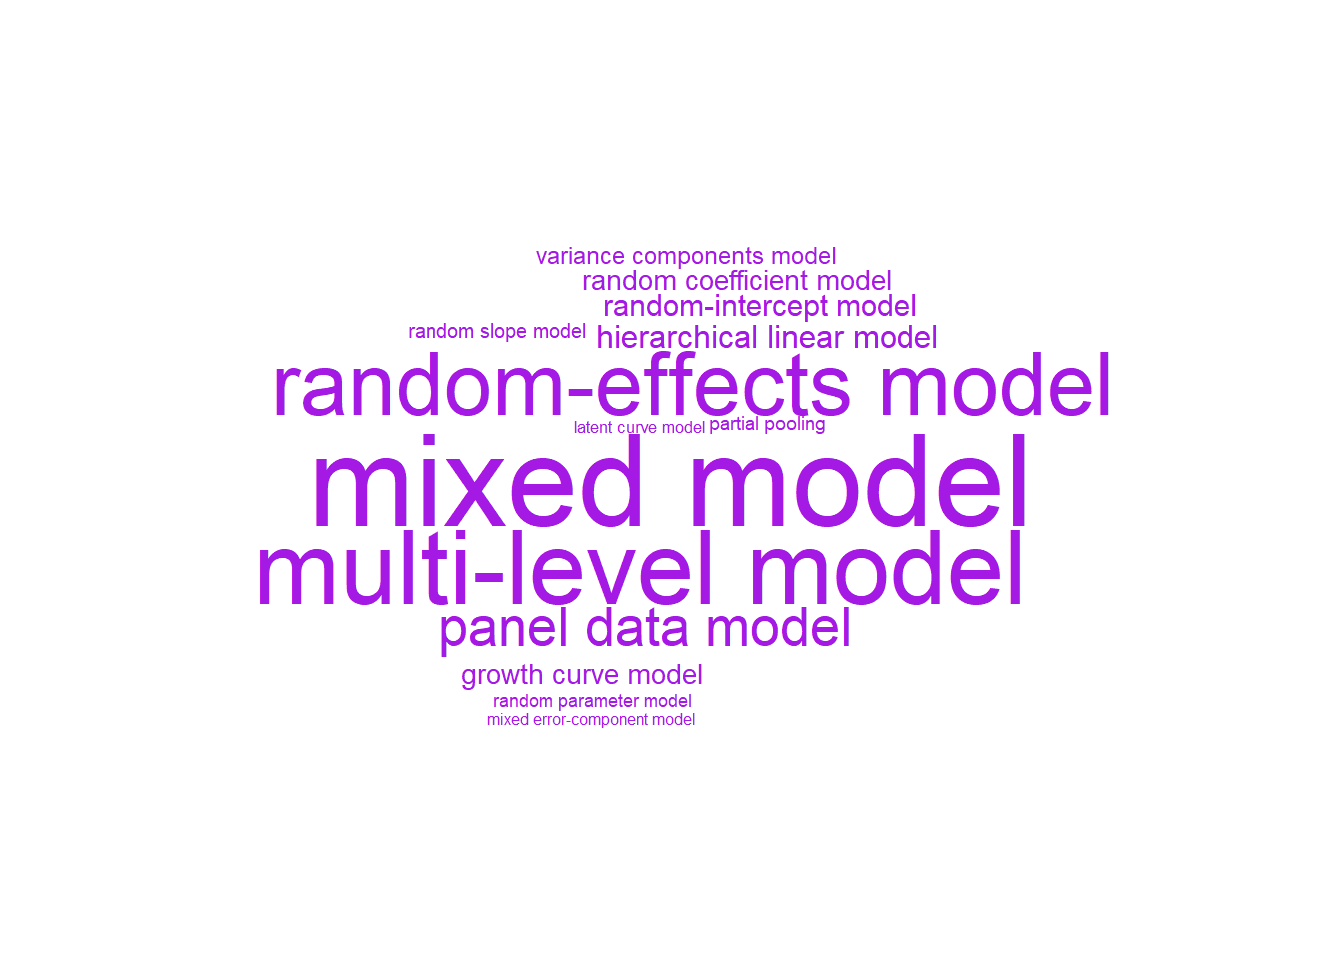 variance components model
random coefficient model
random-intercept model
random slope model
hierarchical linear model
random-effects model
latent curve model
partial pooling
mixed model
multi-level model
panel data model
growth curve model
random parameter model
mixed error-component model